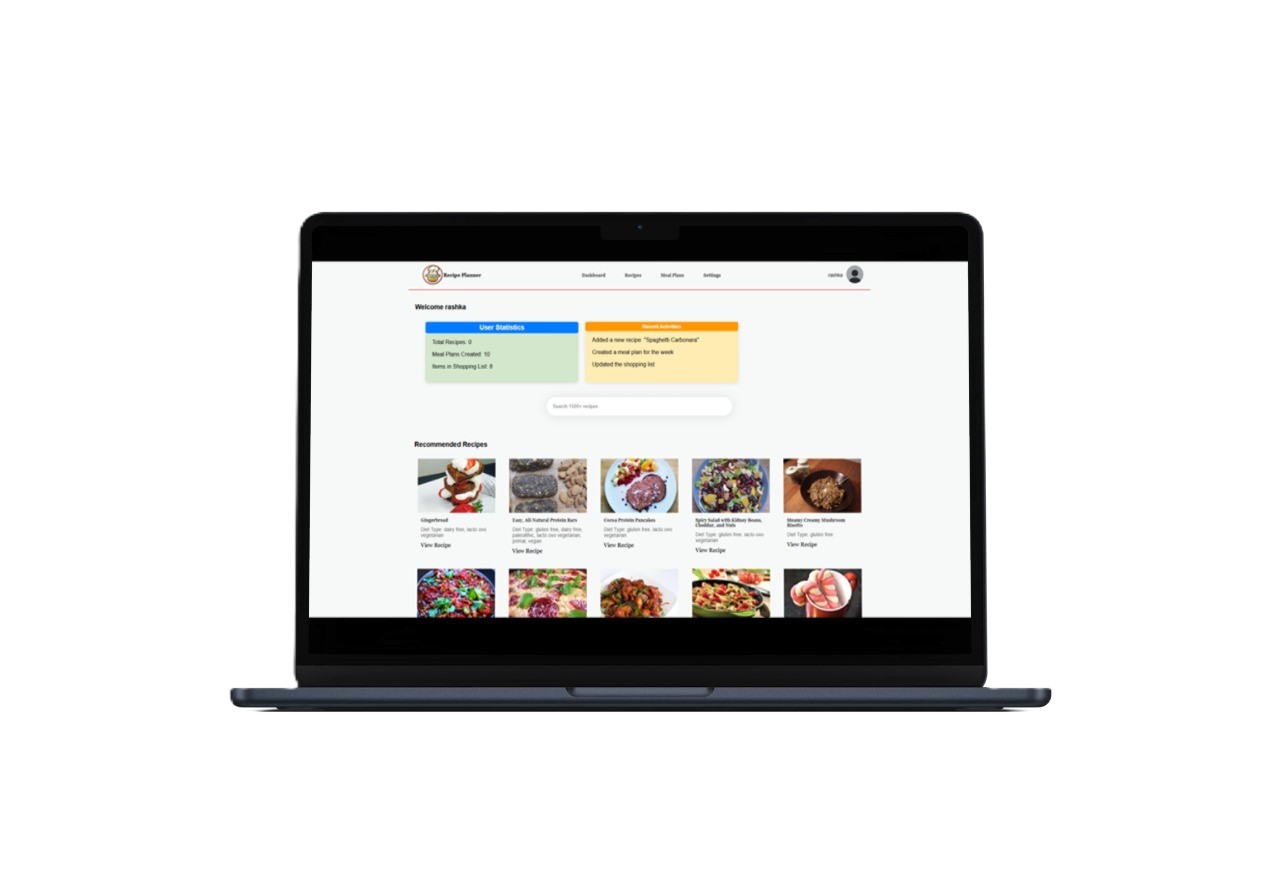 Recipe Planner
Dashboard
Recipes
Meal Plans
Settings
Welcome rashka
User Statistics
Total Recipes: 0
Meal Plans Created: 10
Items in Shopping List: 8
Recent Activities
Added a new recipe: "Spaghetti Carbonara"
Created a meal plan for the week
Updated the shopping list
Search 1500+ recipes
Recommended Recipes
Gingerbread
Diet Type: dairy free, lacto ovo
vegetarian
View Recipe
Easy, All-Natural Protein Bars
Diet Type: gluten free, dairy free,
paleolithic, lacto ovo vegetarian,
primal, vegan
View Recipe
Cocoa Protein Pancakes
Diet Type: gluten free, lacto ovo
vegetarian
View Recipe
Spicy Salad with Kidney Beans,
Cheddar, and Nuts
Diet Type: gluten free, lacto ovo
vegetarian
View Recipe
Steamy Creamy Mushroom
Risotto
Diet Type: gluten free
View Recipe